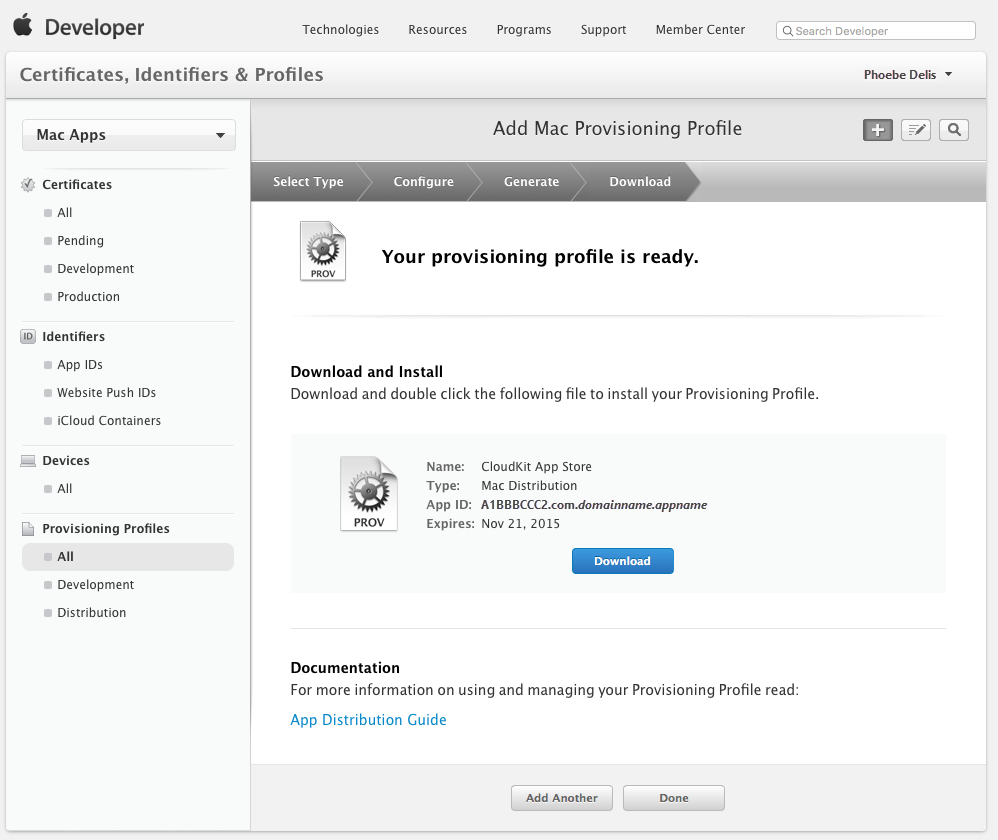 Developer
Technologies Resources Programs Support Member Center Search Developer
Certificates, Identifiers & Profiles
Phoebe Delis
Mac Apps
Add Mac Provisioning Profile
Select Type Configure Generate Download
Certificates
All
Pending
Development
Production
ID Identifiers
App IDs
Website Push IDs
iCloud Containers
Devices
All
Provisioning Profiles
All
Development
Distribution
PROV
Your provisioning profile is ready.
Download and Install
Download and double click the following file to install your Provisioning Profile.
PROV
Name: CloudKit App Store
Type: Mac Distribution
App ID: A1BBBCCC2.com.domainname.appname
Expires: Nov 21, 2015
Download
Documentation
For more information on using and managing your Provisioning Profile read:
App Distribution Guide
Add Another Done